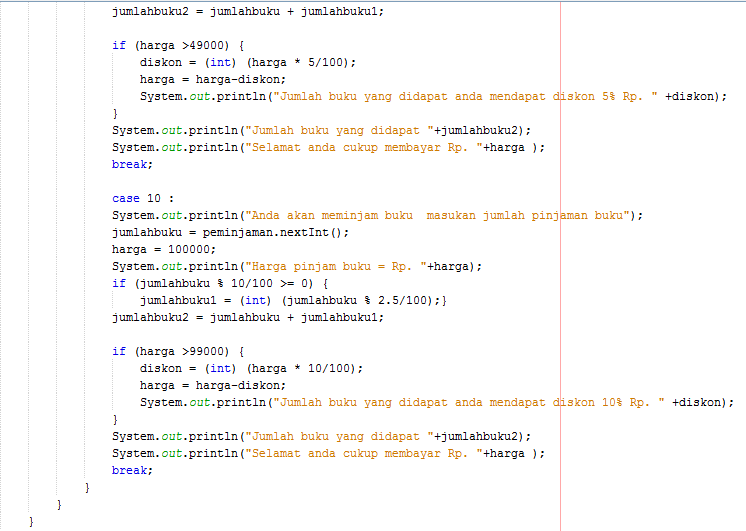 jumlahbuku2 = jumlahbuku + jumlahbuku1;
if (harga >49000) {
diskon = (int) (harga * 5/100);
harga = harga-diskon;
System.out.println("Jumlah buku yang didapat anda mendapat diskon 5% Rp. " +diskon);
}
System.out.println("Jumlah buku yang didapat "+jumlahbuku2);
System.out.println("Selamat anda cukup membayar Rp. "+harga );
break;
case 10 :
System.out.println("Anda akan meminjam buku  masukan jumlah pinjaman buku");
jumlahbuku = peminjaman.nextInt();
harga = 100000;
System.out.println("Harga pinjam buku = Rp. "+harga);
if (jumlahbuku % 10/100 >= 0) {
jumlahbuku1 = (int) (jumlahbuku % 2.5/100);}
jumlahbuku2 = jumlahbuku + jumlahbuku1;
if (harga >99000) {
diskon = (int) (harga * 10/100);
harga = harga-diskon;
System.out.println("Jumlah buku yang didapat anda mendapat diskon 10% Rp. " +diskon);
}
System.out.println("Jumlah buku yang didapat "+jumlahbuku2);
System.out.println("Selamat anda cukup membayar Rp. "+harga );
break;
}
}
}